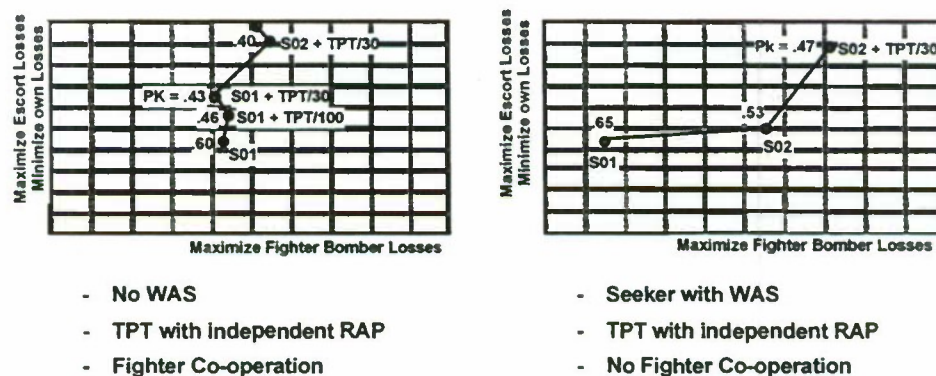 Maximize Escort Losses
Minimize own Losses
.40
S02 + TPT/30
PK = .43
S01 + TPT/30
.46
S01 + TPT/100
.60
S01
Maximize Fighter Bomber Losses
- No WAS
- TPT with independent RAP
- Fighter Co-operation
Maximize Escort Losses
Minimize own Losses
Pk = .47
S02 + TPT/30
.53
.65
S02
S01
Maximize Fighter Bomber Losses
- Seeker with WAS
- TPT with independent RAP
- No Fighter Co-operation